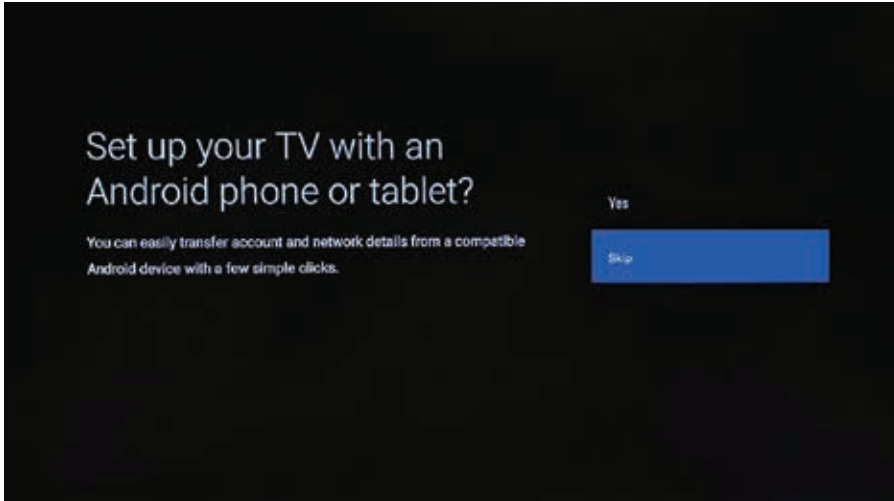 Set up your TV with an
Android phone or tablet?
You can easily transfer account and network details from a compatible
Android device with a few simple clicks.
Yes
Skip